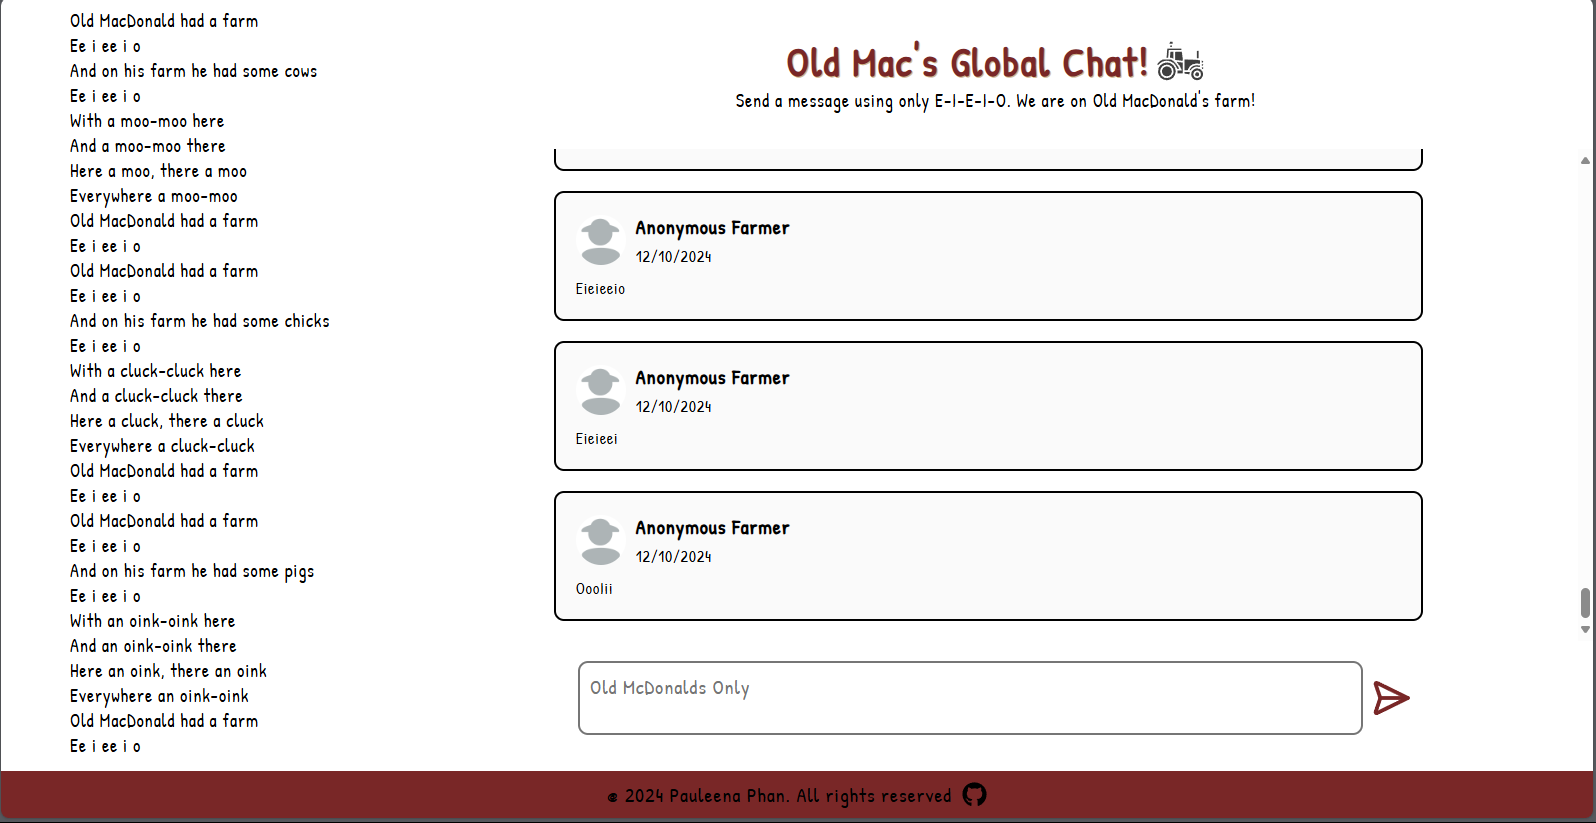 Old MacDonald had a farm
Ee i ee i o
And on his farm he had some cows
Ee i ee i o
With a moo-moo here
And a moo-moo there
Here a moo, there a moo
Everywhere a moo-moo
Old MacDonald had a farm
Ee i ee i o
Old MacDonald had a farm
Ee i ee i o
And on his farm he had some chicks
Ee i ee i o
With a cluck-cluck here
And a cluck-cluck there
Here a cluck, there a cluck
Everywhere a cluck-cluck
Old MacDonald had a farm
Ee i ee i o
Old MacDonald had a farm
Ee i ee i o
And on his farm he had some pigs
Ee i ee i o
With an oink-oink here
And an oink-oink there
Here an oink, there an oink
Everywhere an oink-oink
Old MacDonald had a farm
Ee i ee i o
Old Mac's Global Chat!
Send a message using only E-I-E-I-O. We are on Old MacDonald's farm!
Anonymous Farmer
12/10/2024
Eieieeio
Anonymous Farmer
12/10/2024
Eieieei
Anonymous Farmer
12/10/2024
Ooolii
Old McDonalds Only
© 2024 Pauleena Phan. All rights reserved